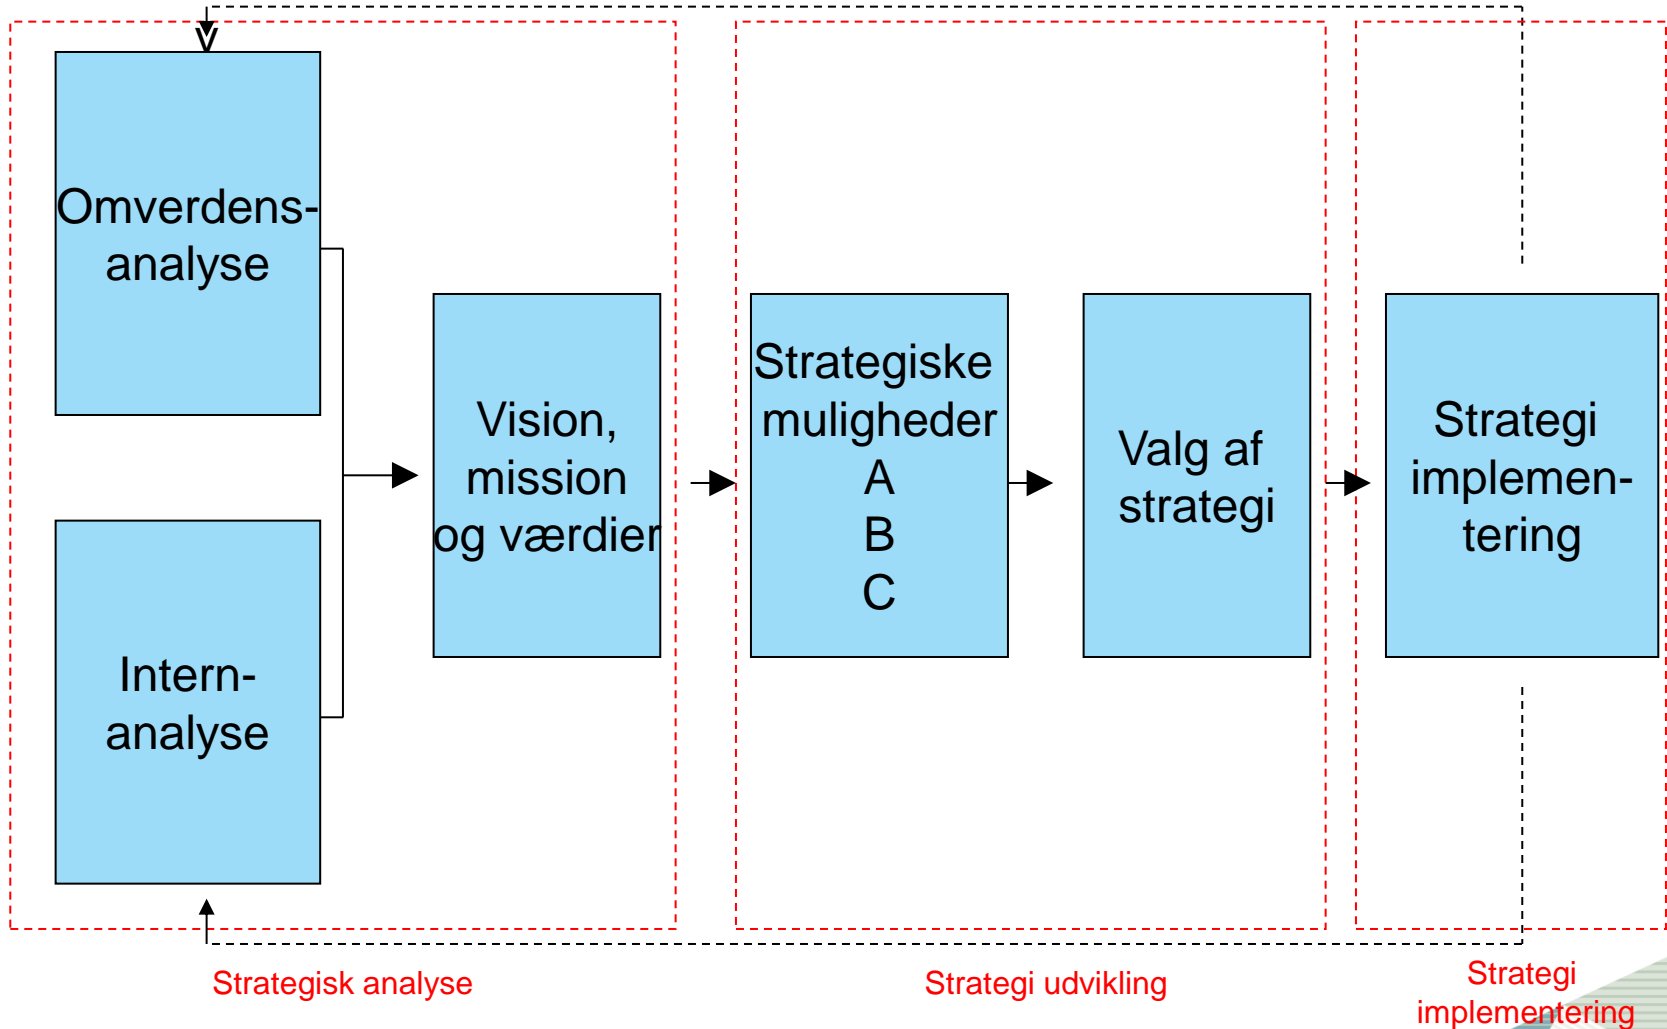 Omverdens-
analyse
Intern-
analyse
Vision,
mission
og værdier
Strategiske
muligheder
A
B
C
Valg af
strategi
Strategi
implemen-
tering
Strategisk analyse
Strategi udvikling
Strategi
implementering